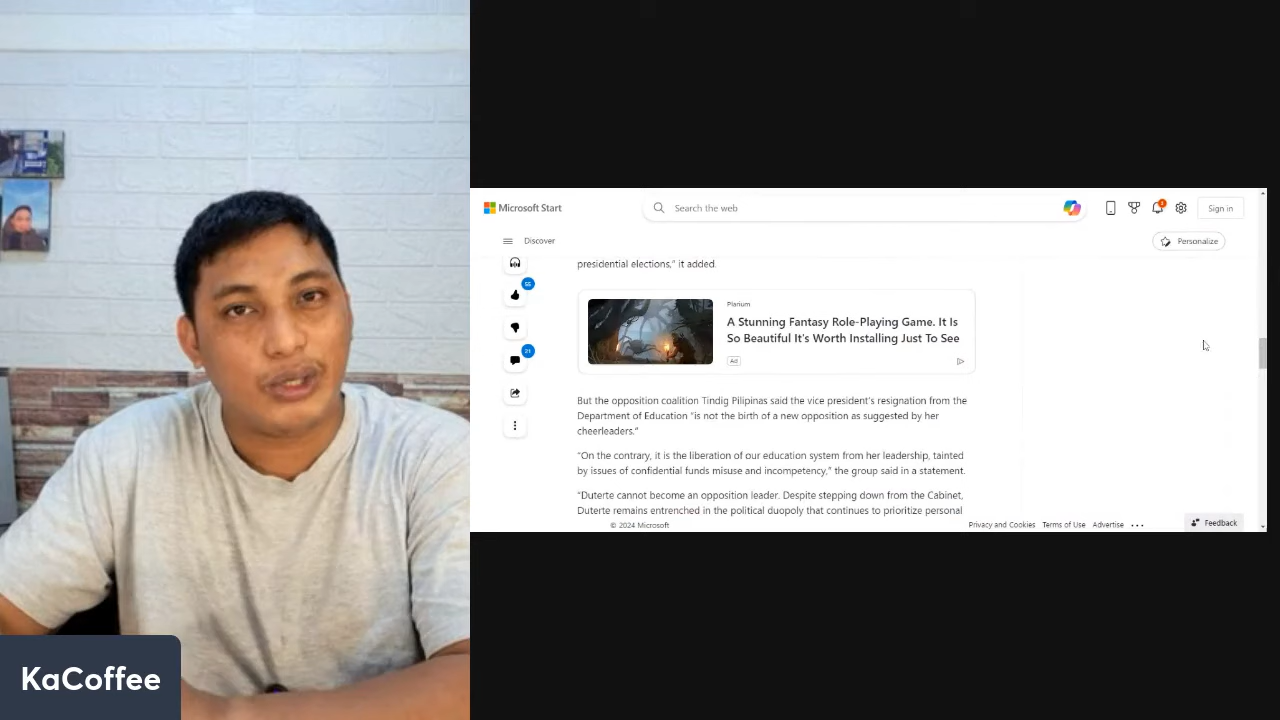 Microsoft Start
Search the web
Sign in
Discover
Personalize
presidential elections,” it added.
55
Plarium
A Stunning Fantasy Role-Playing Game. It Is
So Beautiful It's Worth Installing Just To See
Ad
21
But the opposition coalition Tindig Pilipinas said the vice president's resignation from the
Department of Education “is not the birth of a new opposition as suggested by her
cheerleaders.”
“On the contrary, it is the liberation of our education system from her leadership, tainted
by issues of confidential funds misuse and incompetency,” the group said in a statement.
“Duterte cannot become an opposition leader. Despite stepping down from the Cabinet,
Duterte remains entrenched in the political duopoly that continues to prioritize personal
© 2024 Microsoft
Privacy and Cookies Terms of Use Advertise
Feedback
KaCoffee